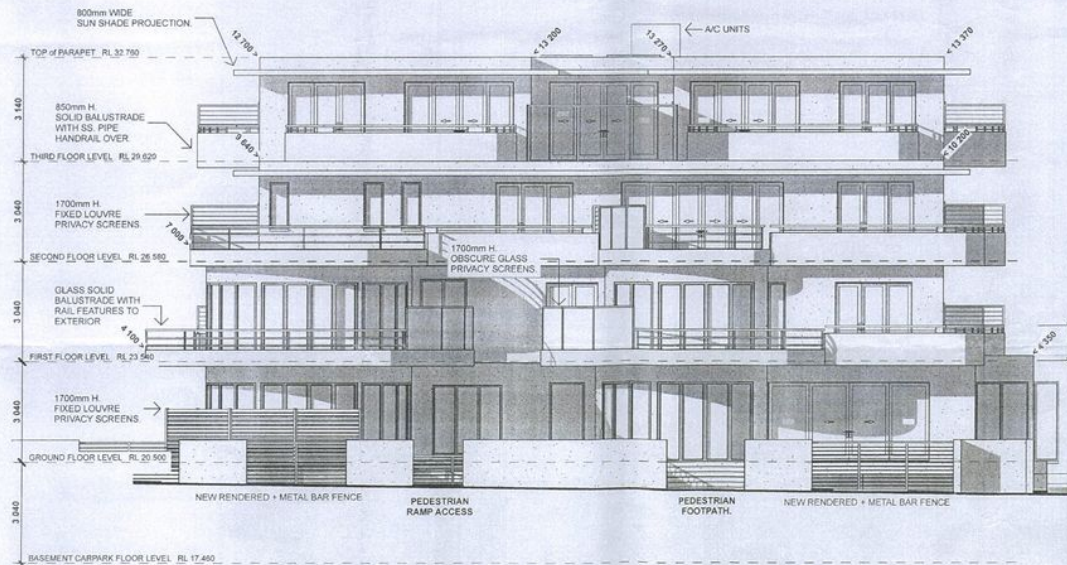 800mm WIDE
SUN SHADE PROJECTION.
12 700 >
< 13 200
13 270 >
A/C UNITS
< 13 370
TOP of PARAPET RL 32.760
3 140
850mm H.
SOLID BALUSTRADE
WITH SS. PIPE
HANDRAIL OVER.
9 640 >
< 10 200
THIRD FLOOR LEVEL RL 29.620
3 040
1700mm H.
FIXED LOUVRE
PRIVACY SCREENS.
7 000 >
1700mm H.
OBSCURE GLASS
PRIVACY SCREENS.
SECOND FLOOR LEVEL RL 26.580
3 040
GLASS SOLID
BALUSTRADE WITH
RAIL FEATURES TO
EXTERIOR
4 100 >
< 4 350
FIRST FLOOR LEVEL RL 23.540
3 040
1700mm H.
FIXED LOUVRE
PRIVACY SCREENS.
GROUND FLOOR LEVEL RL 20.500
3 040
NEW RENDERED + METAL BAR FENCE
PEDESTRIAN
RAMP ACCESS
PEDESTRIAN
FOOTPATH.
NEW RENDERED + METAL BAR FENCE
BASEMENT CARPARK FLOOR LEVEL RL 17.460